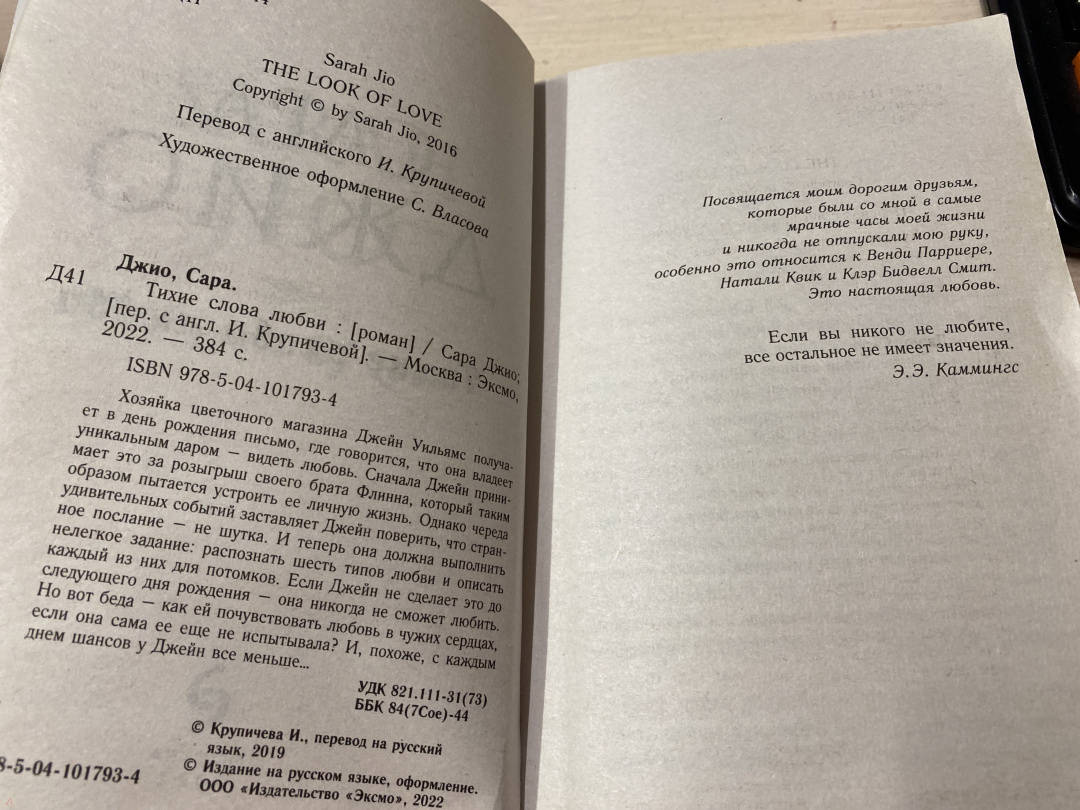 Sarah Jio
THE LOOK OF LOVE
Copyright © by Sarah Jio, 2016
Перевод с английского И. Крупичевой
Художественное оформление С. Власова
Джио, Сара.
Д41
Тихие слова любви : [роман] / Сара Джио;
[пер. с англ. И. Крупичевой]. — Москва : Эксмо,
2022. — 384 с.
ISBN 978-5-04-101793-4
Хозяйка цветочного магазина Джейн Уильямс получа-
ет в день рождения письмо, где говорится, что она владеет
уникальным даром — видеть любовь. Сначала Джейн прини-
мает это за розыгрыш своего брата Флинна, который таким
образом пытается устроить ее личную жизнь. Однако череда
удивительных событий заставляет Джейн поверить, что стран-
ное послание — не шутка. И теперь она должна выполнить
нелегкое задание: распознать шесть типов любви и описать
каждый из них для потомков. Если Джейн не сделает это до
следующего дня рождения — она никогда не сможет любить.
Но вот беда — как ей почувствовать любовь в чужих сердцах,
если она сама ее еще не испытывала? И, похоже, с каждым
днем шансов у Джейн все меньше...
УДК 821.111-31(73)
ББК 84(7Сое)-44
© Крупичева И., перевод на русский
язык, 2019
© Издание на русском языке, оформление.
ООО «Издательство «Эксмо», 2022
8-5-04-101793-4
Посвящается моим дорогим друзьям,
которые были со мной в самые
мрачные часы моей жизни
и никогда не отпускали мою руку,
особенно это относится к Венди Парриере,
Натали Квик и Клэр Бидвелл Смит.
Это настоящая любовь.
Если вы никого не любите,
все остальное не имеет значения.
Э.Э. Каммингс